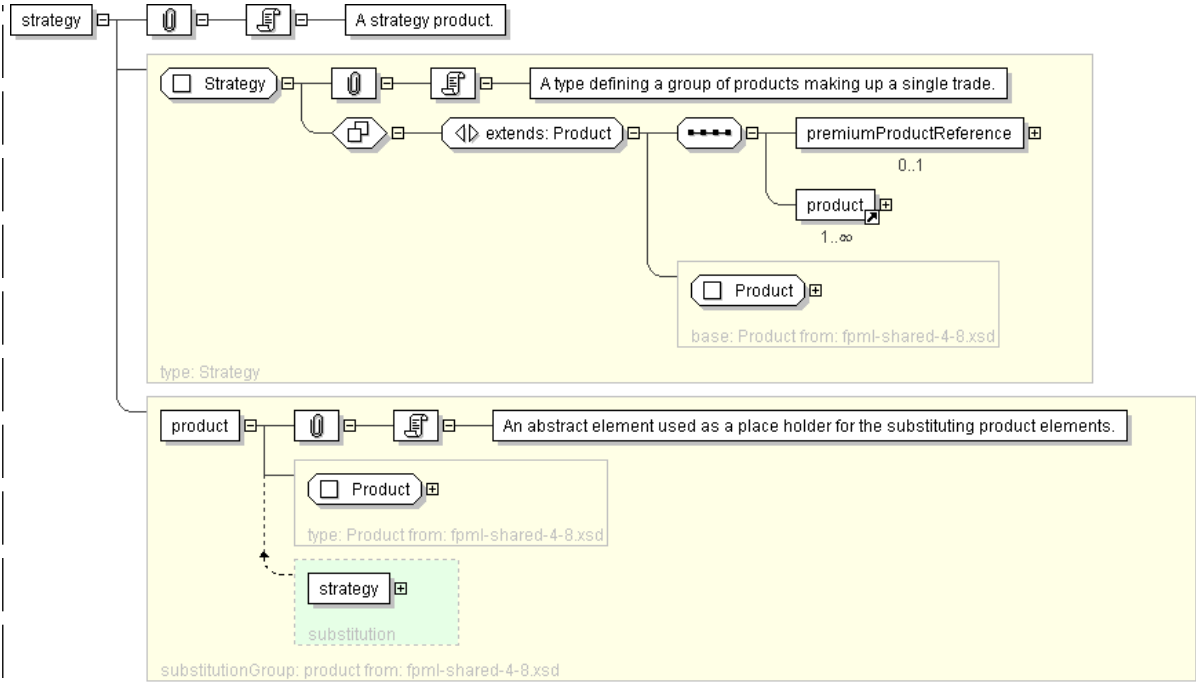 strategy
A strategy product.
Strategy
A type defining a group of products making up a single trade.
extends: Product
premiumProductReference
0..1
product
1..∞
Product
base: Product from: fpml-shared-4-8.xsd
type: Strategy
product
An abstract element used as a place holder for the substituting product elements.
Product
type: Product from: fpml-shared-4-8.xsd
strategy
substitution
substitutionGroup: product from: fpml-shared-4-8.xsd